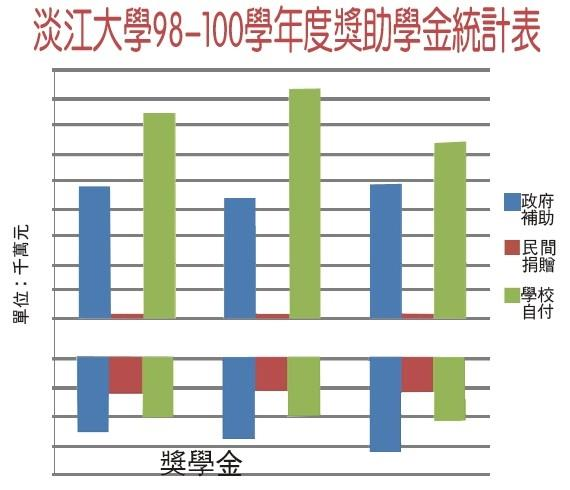 淡江大學98-100學年度獎助學金統計表
單位：千萬元
政府
補助
民間
捐贈
學校
自付
獎學金